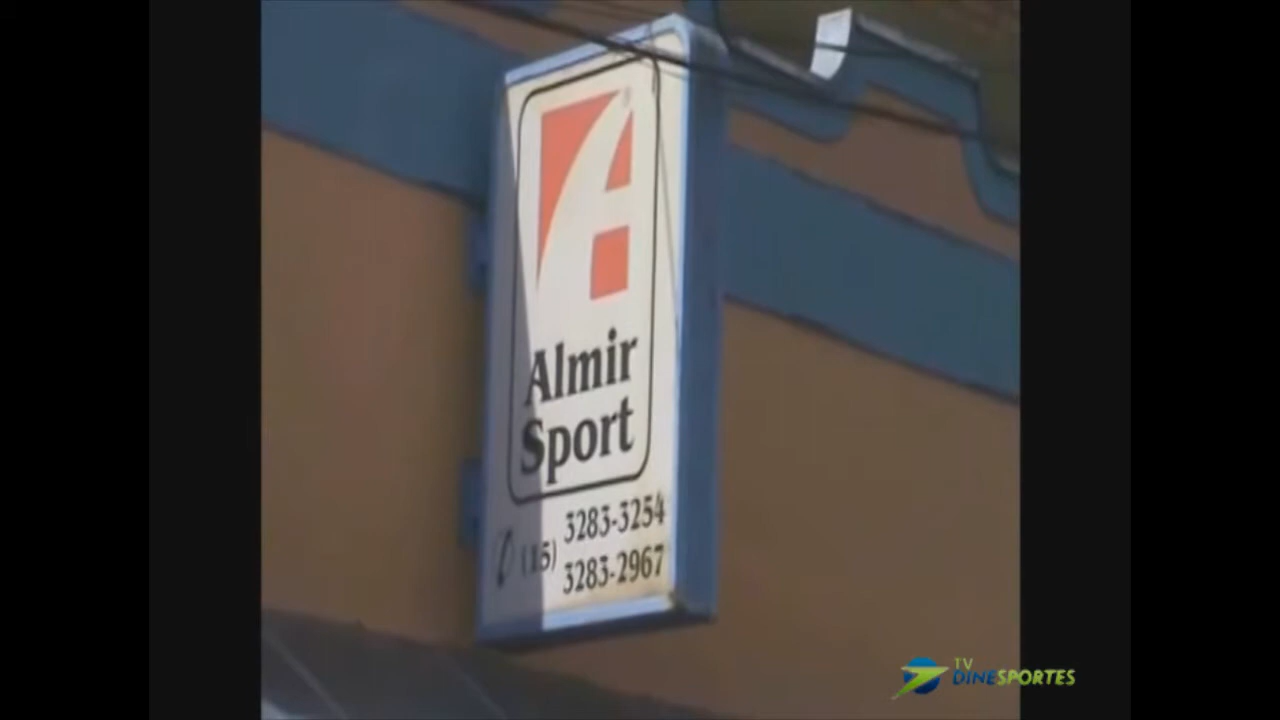 A
Almir
Sport
(15) 3283-3254
3283-2967
TV
DINESPORTES